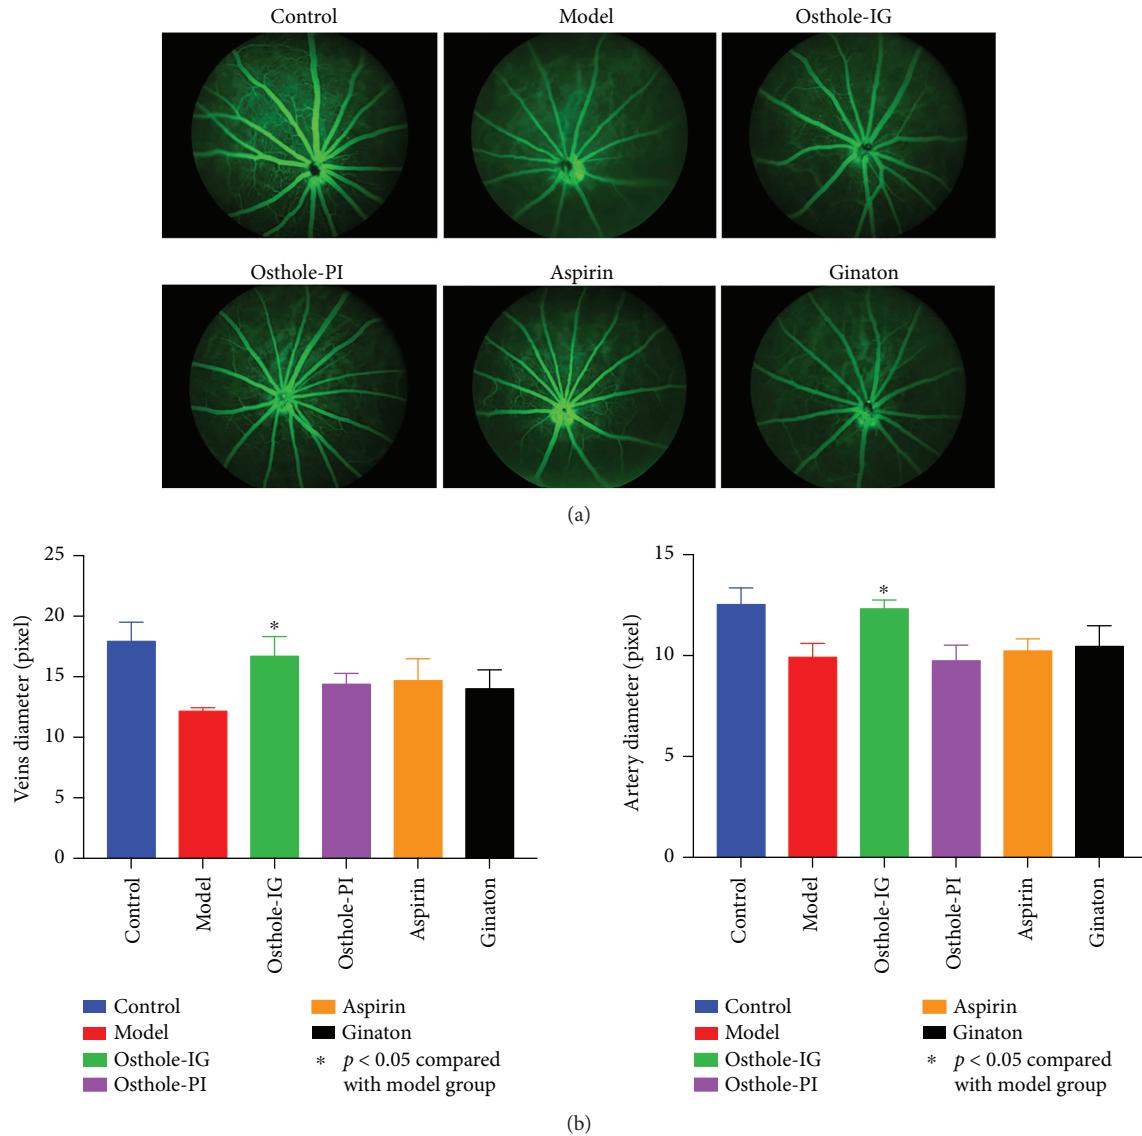 Control
Model
Osthole-IG
Osthole-PI
Aspirin
Ginaton
(a)
Veins diameter (pixel)
25
20
15
10
5
0
*
Control
Model
Osthole-IG
Osthole-PI
Aspirin
Ginaton
Control
Model
Osthole-IG
Osthole-PI
Aspirin
Ginaton
* p < 0.05 compared
with model group
Artery diameter (pixel)
15
10
5
0
*
Control
Model
Osthole-IG
Osthole-PI
Aspirin
Ginaton
Control
Model
Osthole-IG
Osthole-PI
Aspirin
Ginaton
* p < 0.05 compared
with model group
(b)